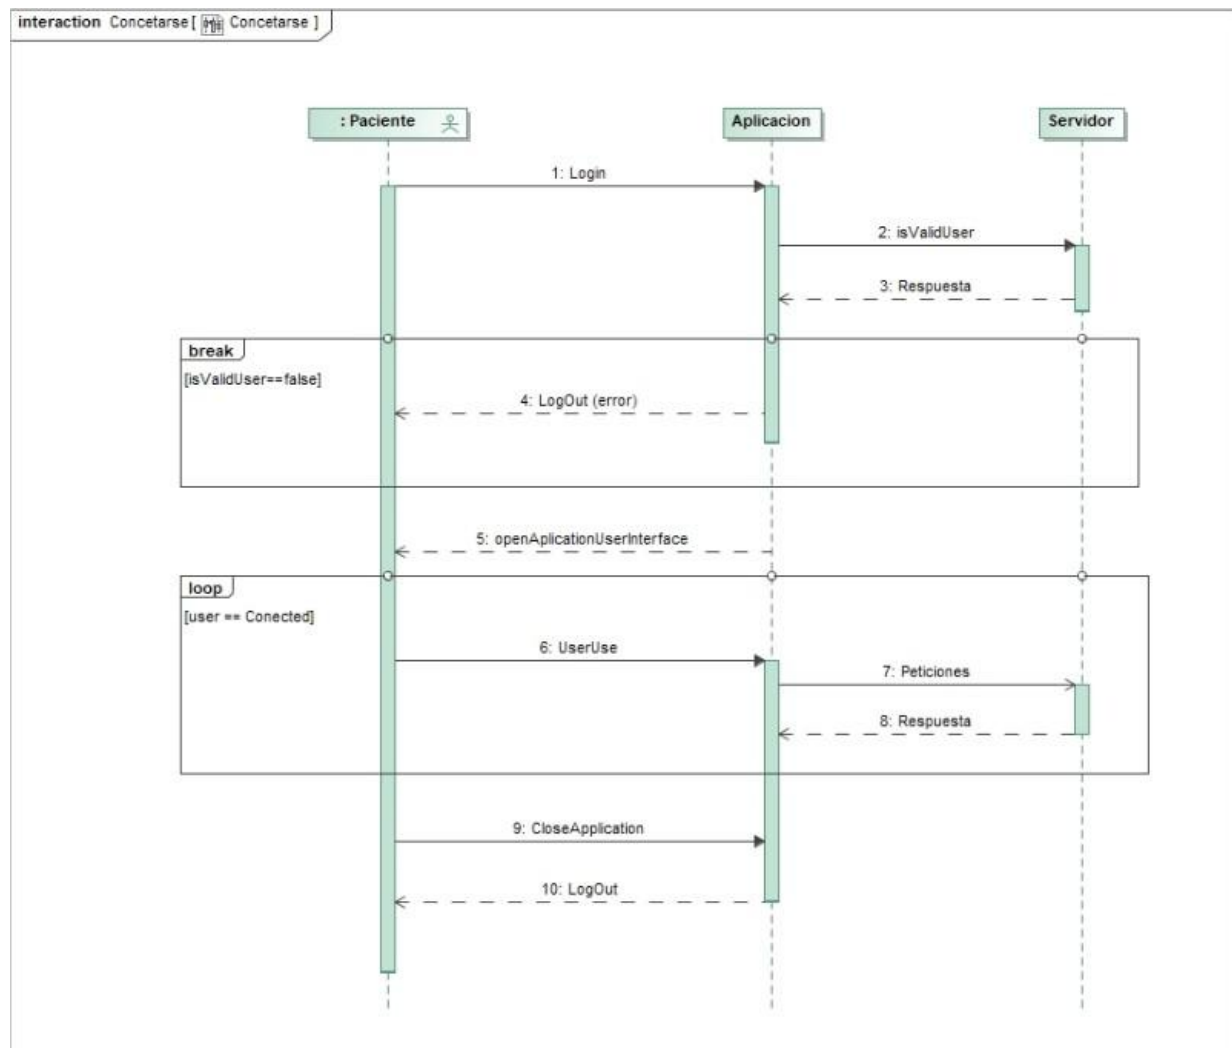 interaction Concetarse [ Concetarse ]
: Paciente
Aplicacion
Servidor
1: Login
2: isValidUser
3: Respuesta
break
[isValidUser==false]
4: LogOut (error)
5: openAplicationUserInterface
loop
[user == Conected]
6: UserUse
7: Peticiones
8: Respuesta
9: CloseApplication
10: LogOut